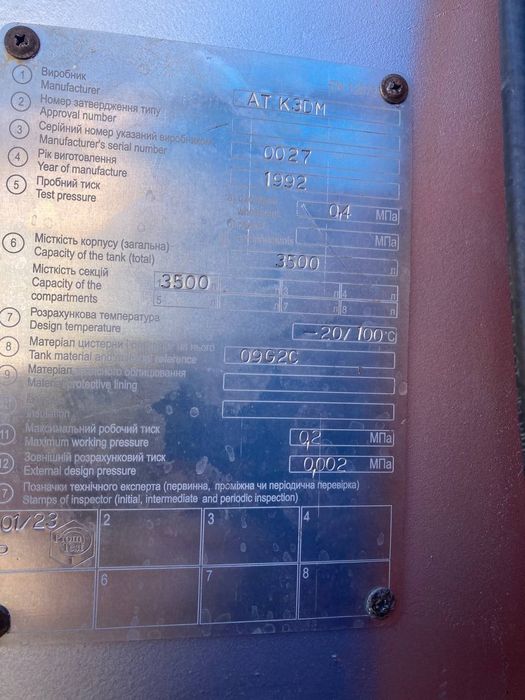 1 Виробник
Manufacturer АТ КЗДМ
2 Номер затвердження типу
Approval number
3 Серійний номер указаний виробником
Manufacturer's serial number 0027
4 Рік виготовлення
Year of manufacture 1992
5 Пробний тиск
Test pressure 0,4 МПа
МПа
6 Місткість корпусу (загальна)
Capacity of the tank (total) 3500 л
Місткість секцій
Capacity of the 3500
compartments 5 л 7 л 8 л
7 Розрахункова температура
Design temperature -20/100°C
8 Матеріал цистерни
Tank material and reference 09Г2С
9 Матеріал облицювання
Material protective lining
Insulation
11 Максимальний робочий тиск
Maximum working pressure 0,2 МПа
12 Зовнішній розрахунковий тиск
External design pressure 0,002 МПа
7 Позначки технічного експерта (первинна, проміжна чи періодична перевірка)
Stamps of inspector (initial, intermediate and periodic inspection)
01/23 2 3 4
P
6 7 8